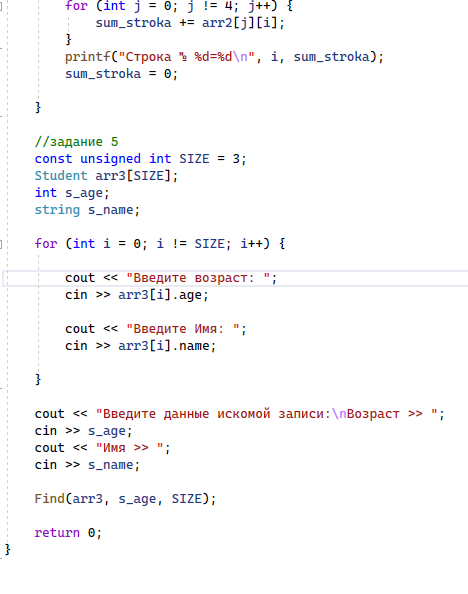 for (int j = 0; j != 4; j++) {
sum_stroka += arr2[j][i];
}
printf("Строка № %d=%d\n", i, sum_stroka);
sum_stroka = 0;
}
//задание 5
const unsigned int SIZE = 3;
Student arr3[SIZE];
int s_age;
string s_name;
for (int i = 0; i != SIZE; i++) {
cout << "Введите возраст: ";
cin >> arr3[i].age;
cout << "Введите Имя: ";
cin >> arr3[i].name;
}
cout << "Введите данные искомой записи:\nВозраст >> ";
cin >> s_age;
cout << "Имя >> ";
cin >> s_name;
Find(arr3, s_age, SIZE);
return 0;
}